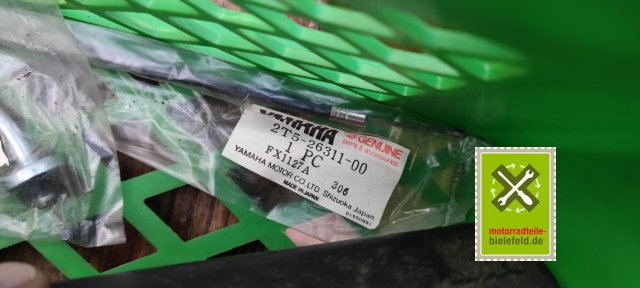 YAMAHA
GENUINE
parts & accessories
2T5-26311-00
1 PC
FX1127A
306
YAMAHA MOTOR CO.,LTD Shizuoka Japan
MADE IN JAPAN
motorradteile-
bielefeld.de